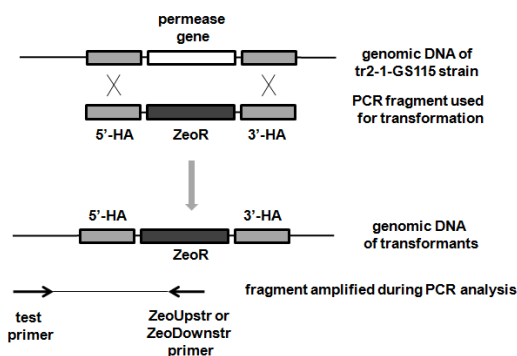 permease
gene
genomic DNA of
tr2-1-GS115 strain
PCR fragment used
for transformation
5'-HA ZeoR 3'-HA
5'-HA 3'-HA
genomic DNA
of transformants
ZeoR
fragment amplified during PCR analysis
test
primer
ZeoUpstr or
ZeoDownstr
primer